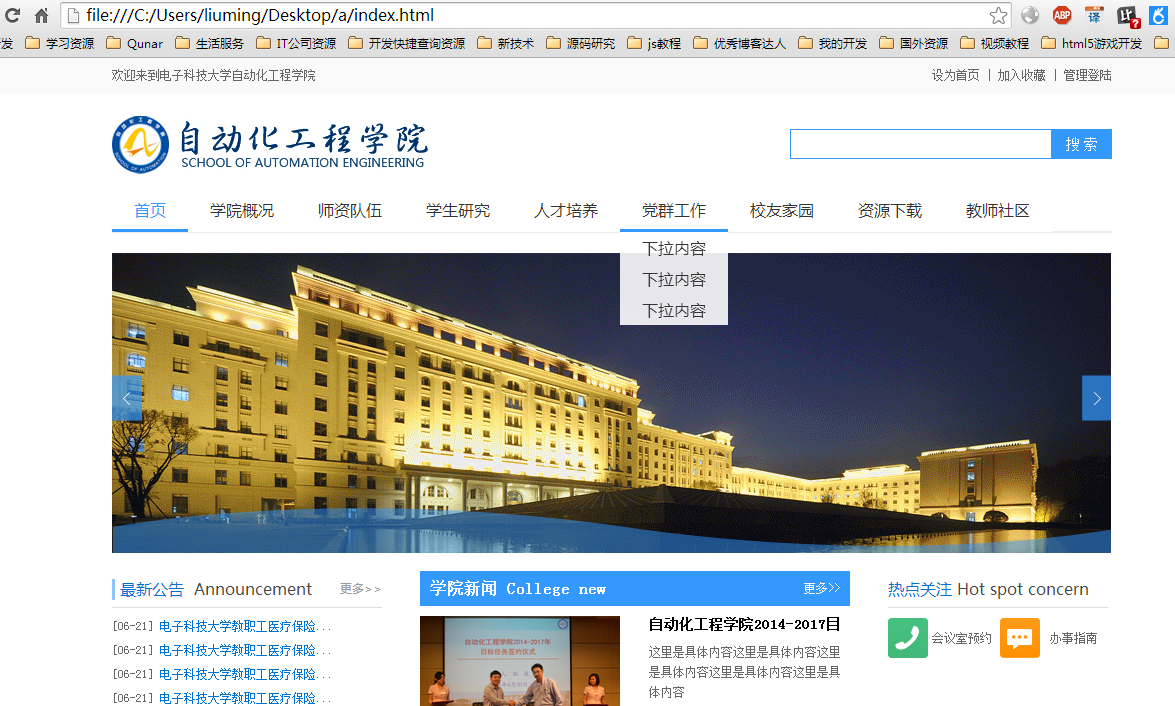 file:///C:/Users/liuming/Desktop/a/index.html
ABP 译
发 学习资源 Qunar 生活服务 IT公司资源 开发快捷查询资源 新技术 源码研究 js教程 优秀博客达人 我的开发 国外资源 视频教程 html5游戏开发
欢迎来到电子科技大学自动化工程学院 设为首页 | 加入收藏 | 管理登陆
自动化工程学院
SCHOOL OF AUTOMATION ENGINEERING
搜 索
首页 学院概况 师资队伍 学生研究 人才培养 党群工作 校友家园 资源下载 教师社区
下拉内容
下拉内容
下拉内容
最新公告 Announcement 更多>>
[06-21] 电子科技大学教职工医疗保险...
[06-21] 电子科技大学教职工医疗保险...
[06-21] 电子科技大学教职工医疗保险...
[06-21] 电子科技大学教职工医疗保险...
学院新闻 College new 更多>>
自动化工程学院2014-2017年
目标任务签约仪式
自动化工程学院2014-2017目
这里是具体内容这里是具体内容这里
是具体内容这里是具体内容这里是具
体内容
热点关注 Hot spot concern
会议室预约 办事指南